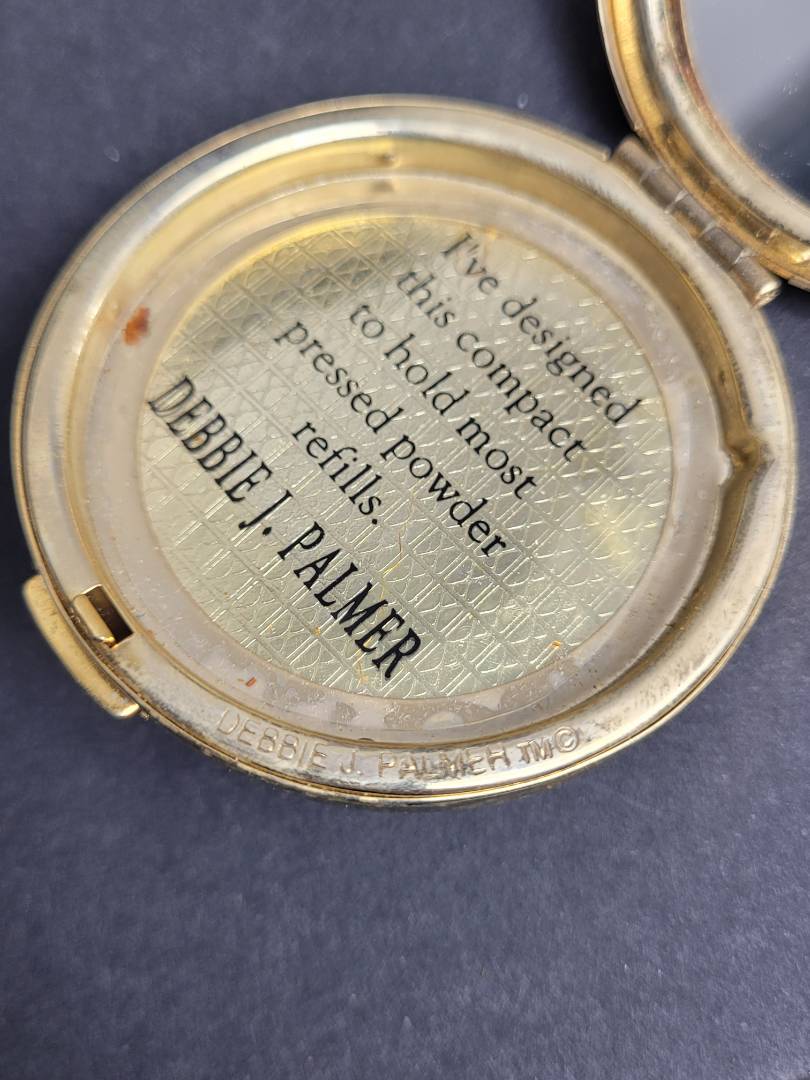 I've designed
this compact
to hold most
pressed powder
refills.
DEBBIE J. PALMER
DEBBIE J. PALMER TM©